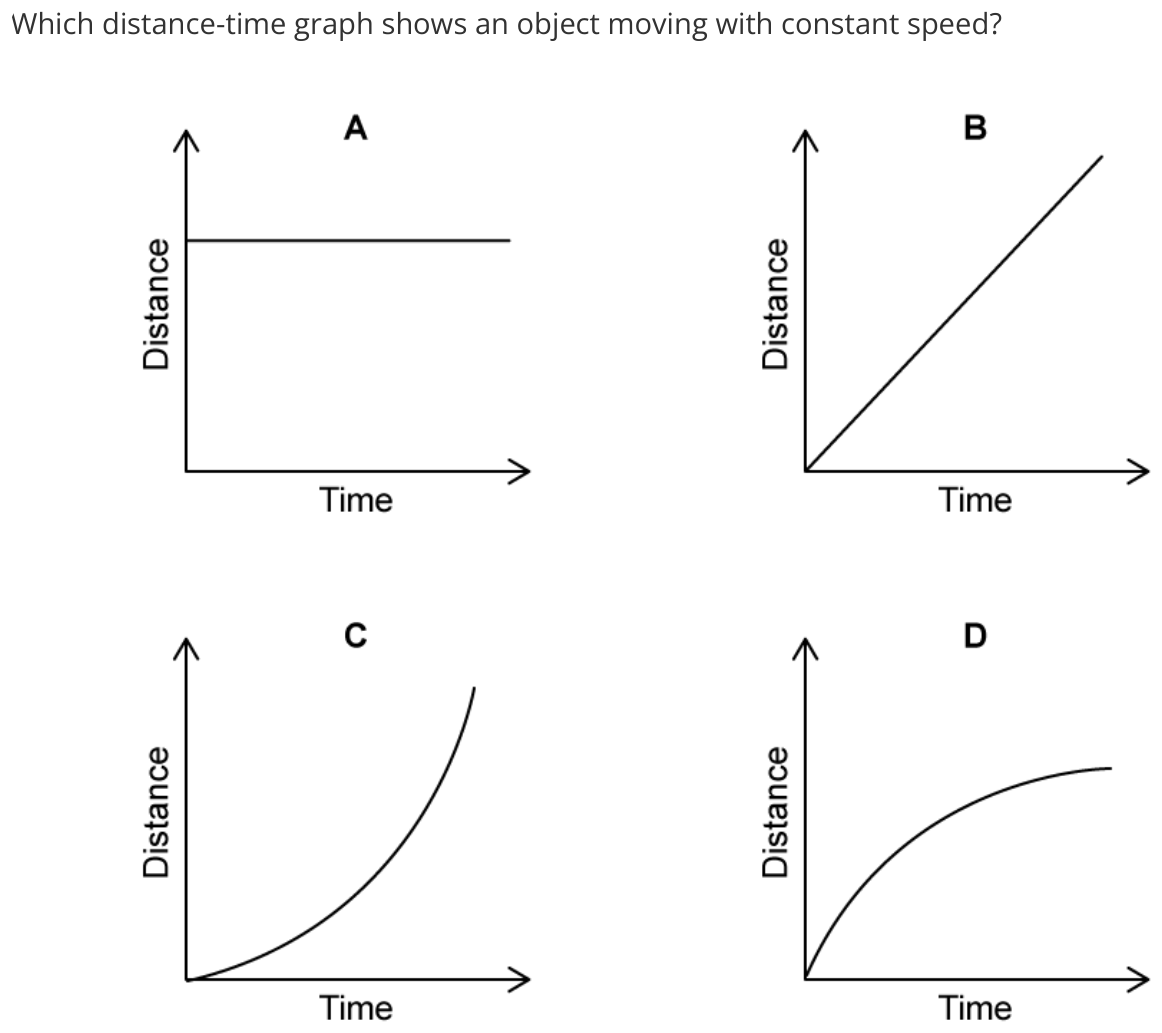 Which distance-time graph shows an object moving with constant speed?
A
Distance
Time
B
Distance
Time
C
Distance
Time
D
Distance
Time